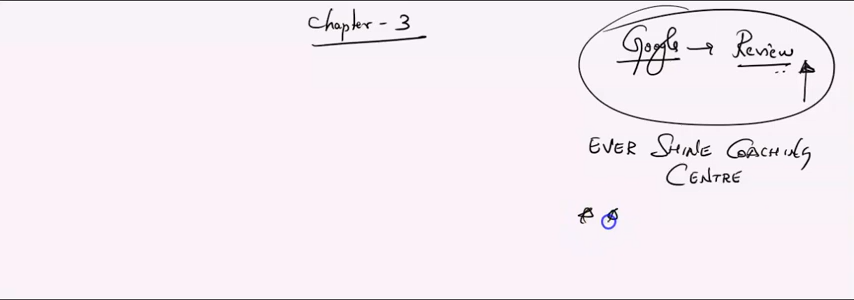 Chapter - 3
Google → Review
EVER SHINE COACHING
CENTRE